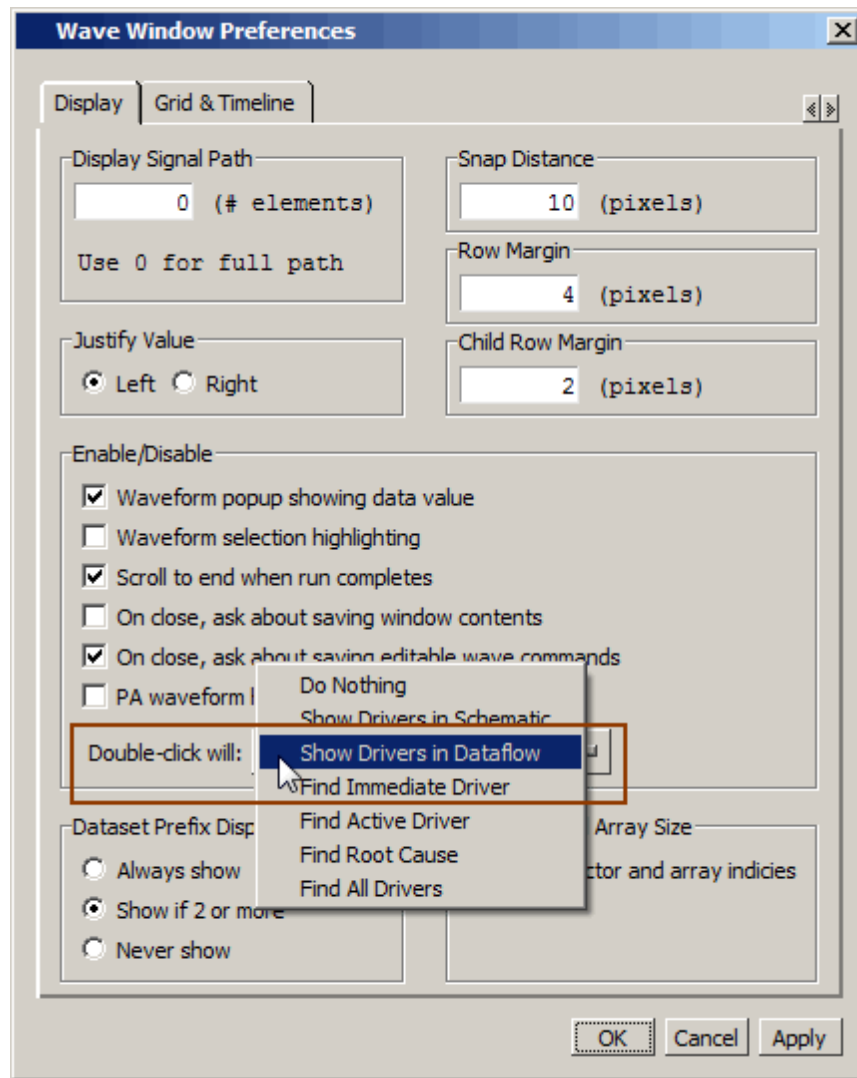 Wave Window Preferences
Display
Grid & Timeline
Display Signal Path
0 (# elements)
Use 0 for full path
Snap Distance
10 (pixels)
Row Margin
4 (pixels)
Justify Value
Left Right
Child Row Margin
2 (pixels)
Enable/Disable
Waveform popup showing data value
Waveform selection highlighting
Scroll to end when run completes
On close, ask about saving window contents
On close, ask about saving editable wave commands
PA waveform
Do Nothing
Show Drivers in Schematic
Double-click will:
Show Drivers in Dataflow
Find Immediate Driver
Find Active Driver
Find Root Cause
Find All Drivers
Dataset Prefix
Always show
Show if 2 or more
Never show
Array Size
and array indicies
OK Cancel Apply